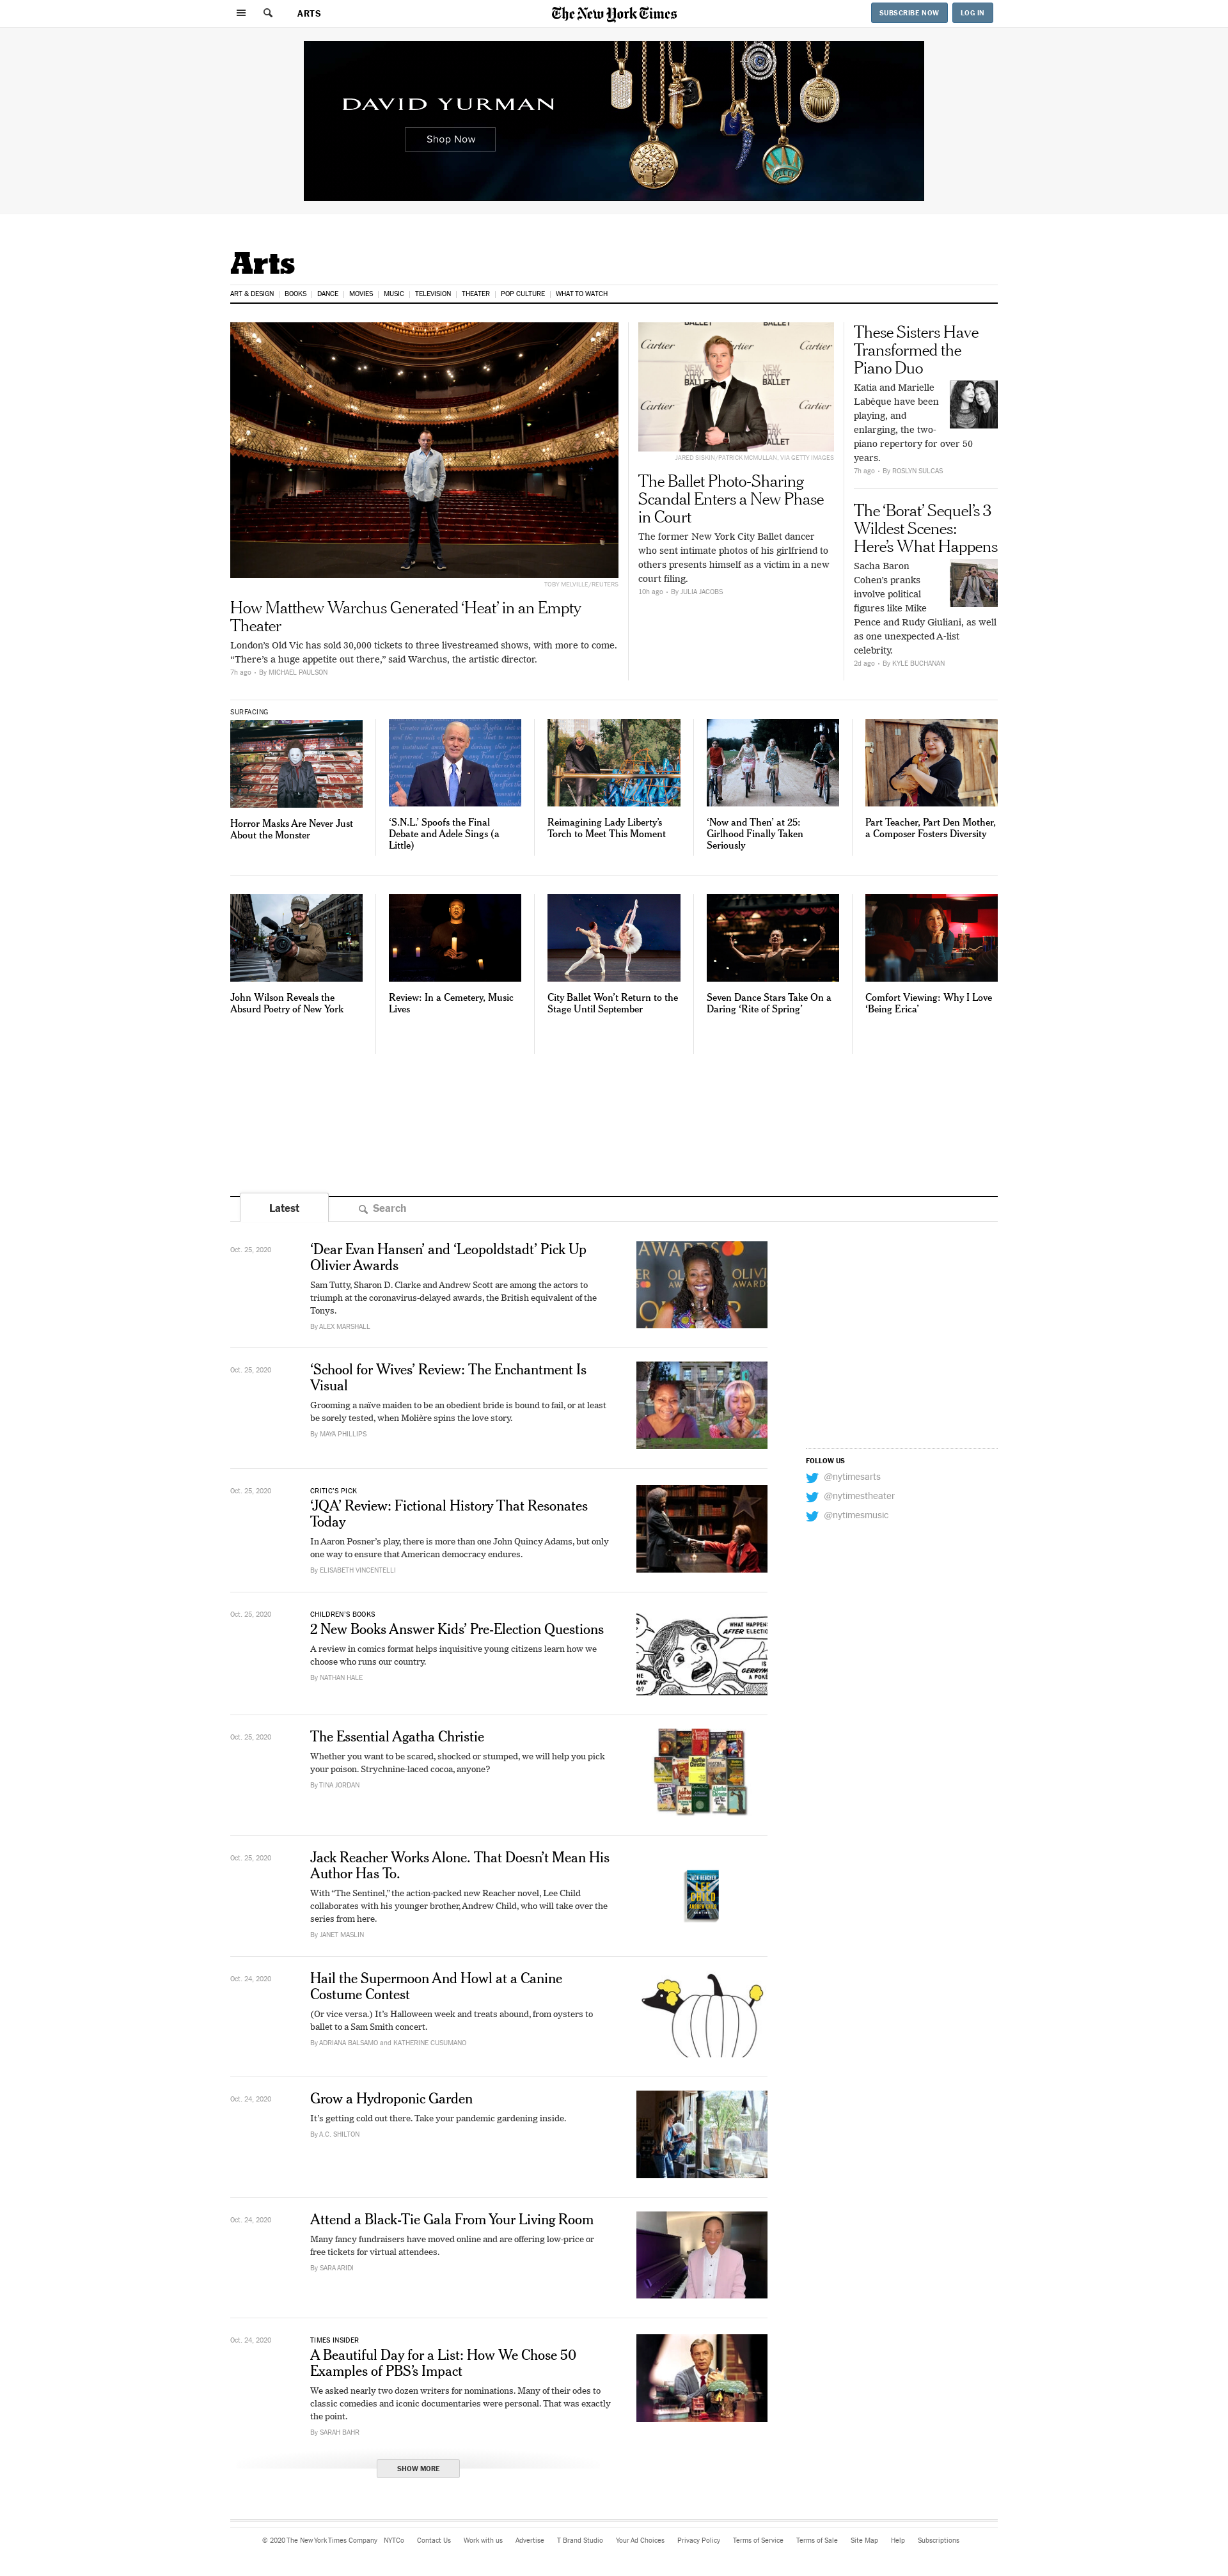 ARTS
The New York Times
SUBSCRIBE NOW
LOG IN
DAVID YURMAN
Shop Now
Arts
ART & DESIGN | BOOKS | DANCE | MOVIES | MUSIC | TELEVISION | THEATER | POP CULTURE | WHAT TO WATCH
TOBY MELVILLE/REUTERS
How Matthew Warchus Generated ‘Heat’ in an Empty
Theater
London’s Old Vic has sold 30,000 tickets to three livestreamed shows, with more to come.
“There’s a huge appetite out there,” said Warchus, the artistic director.
7h ago • By MICHAEL PAULSON
BALLET
BALLET
Cartier
Cartier
Cartier
NEW YORK CITY BALLET
NEW YORK CITY BALLET
Cartier
Cartier
BALLET
JARED SISKIN/PATRICK MCMULLAN, VIA GETTY IMAGES
The Ballet Photo-Sharing
Scandal Enters a New Phase
in Court
The former New York City Ballet dancer
who sent intimate photos of his girlfriend to
others presents himself as a victim in a new
court filing.
10h ago • By JULIA JACOBS
These Sisters Have
Transformed the
Piano Duo
Katia and Marielle
Labèque have been
playing, and
enlarging, the two-
piano repertory for over 50
years.
7h ago • By ROSLYN SULCAS
The ‘Borat’ Sequel’s 3
Wildest Scenes:
Here’s What Happens
Sacha Baron
Cohen’s pranks
involve political
figures like Mike
Pence and Rudy Giuliani, as well
as one unexpected A-list
celebrity.
2d ago • By KYLE BUCHANAN
SURFACING
Horror Masks Are Never Just
About the Monster
‘S.N.L.’ Spoofs the Final
Debate and Adele Sings (a
Little)
Reimagining Lady Liberty’s
Torch to Meet This Moment
‘Now and Then’ at 25:
Girlhood Finally Taken
Seriously
Part Teacher, Part Den Mother,
a Composer Fosters Diversity
John Wilson Reveals the
Absurd Poetry of New York
Review: In a Cemetery, Music
Lives
City Ballet Won’t Return to the
Stage Until September
Seven Dance Stars Take On a
Daring ‘Rite of Spring’
Comfort Viewing: Why I Love
‘Being Erica’
Latest
Search
Oct. 25, 2020
‘Dear Evan Hansen’ and ‘Leopoldstadt’ Pick Up
Olivier Awards
Sam Tutty, Sharon D. Clarke and Andrew Scott are among the actors to
triumph at the coronavirus-delayed awards, the British equivalent of the
Tonys.
By ALEX MARSHALL
AWARDS
Oct. 25, 2020
‘School for Wives’ Review: The Enchantment Is
Visual
Grooming a naïve maiden to be an obedient bride is bound to fail, or at least
be sorely tested, when Molière spins the love story.
By MAYA PHILLIPS
FOLLOW US
@nytimesarts
@nytimestheater
@nytimesmusic
Oct. 25, 2020
CRITIC’S PICK
‘JQA’ Review: Fictional History That Resonates
Today
In Aaron Posner’s play, there is more than one John Quincy Adams, but only
one way to ensure that American democracy endures.
By ELISABETH VINCENTELLI
Oct. 25, 2020
CHILDREN’S BOOKS
2 New Books Answer Kids’ Pre-Election Questions
A review in comics format helps inquisitive young citizens learn how we
choose who runs our country.
By NATHAN HALE
WHAT HAPPENS
AFTER ELECTION
IS
GERRYM
A POKÉ
Oct. 25, 2020
The Essential Agatha Christie
Whether you want to be scared, shocked or stumped, we will help you pick
your poison. Strychnine-laced cocoa, anyone?
By TINA JORDAN
Oct. 25, 2020
Jack Reacher Works Alone. That Doesn’t Mean His
Author Has To.
With “The Sentinel,” the action-packed new Reacher novel, Lee Child
collaborates with his younger brother, Andrew Child, who will take over the
series from here.
By JANET MASLIN
JACK REACHER
LEE
CHILD
ANDREW CHILD
Oct. 24, 2020
Hail the Supermoon And Howl at a Canine
Costume Contest
(Or vice versa.) It’s Halloween week and treats abound, from oysters to
ballet to a Sam Smith concert.
By ADRIANA BALSAMO and KATHERINE CUSUMANO
Oct. 24, 2020
Grow a Hydroponic Garden
It’s getting cold out there. Take your pandemic gardening inside.
By A.C. SHILTON
Oct. 24, 2020
Attend a Black-Tie Gala From Your Living Room
Many fancy fundraisers have moved online and are offering low-price or
free tickets for virtual attendees.
By SARA ARIDI
Oct. 24, 2020
TIMES INSIDER
A Beautiful Day for a List: How We Chose 50
Examples of PBS’s Impact
We asked nearly two dozen writers for nominations. Many of their odes to
classic comedies and iconic documentaries were personal. That was exactly
the point.
By SARAH BAHR
SHOW MORE
© 2020 The New York Times Company NYTCo Contact Us Work with us Advertise T Brand Studio Your Ad Choices Privacy Policy Terms of Service Terms of Sale Site Map Help Subscriptions